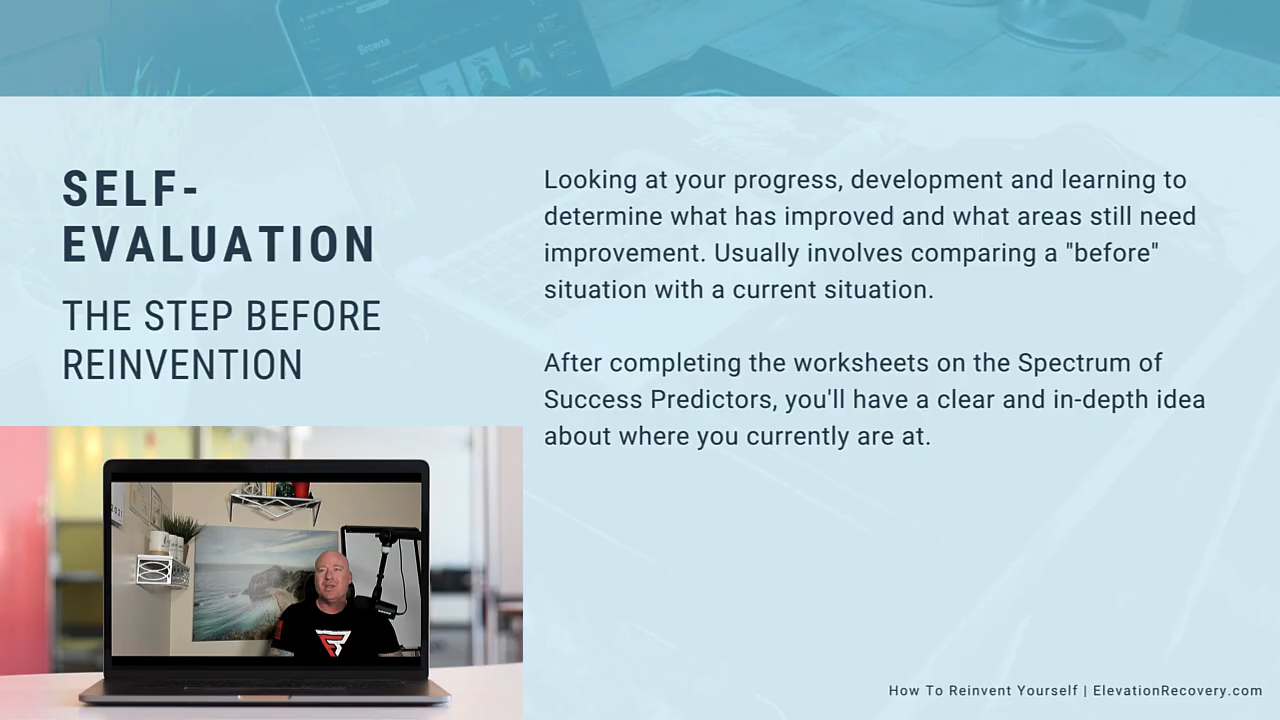 Browse
SELF-
EVALUATION
THE STEP BEFORE
REINVENTION
Looking at your progress, development and learning to
determine what has improved and what areas still need
improvement. Usually involves comparing a "before"
situation with a current situation.
After completing the worksheets on the Spectrum of
Success Predictors, you'll have a clear and in-depth idea
about where you currently are at.
2021
How To Reinvent Yourself | ElevationRecovery.com